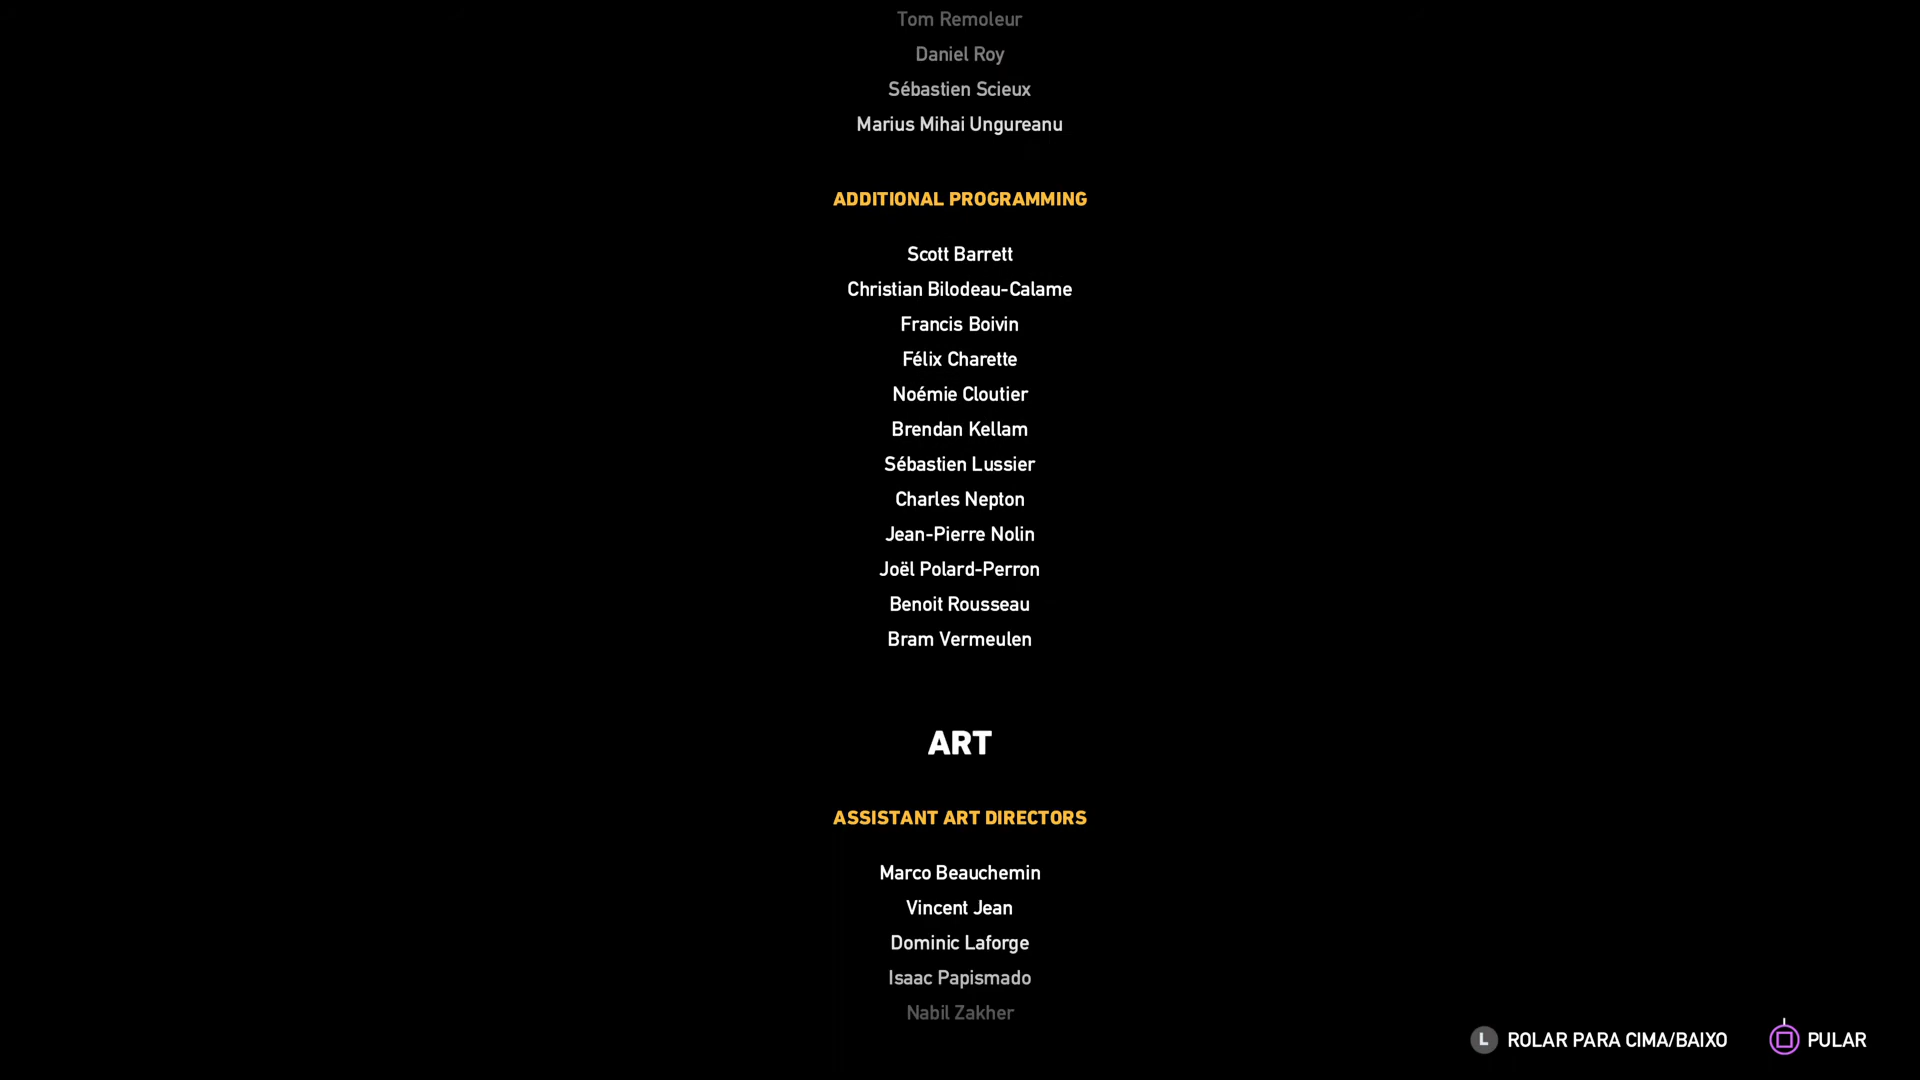 Tom Remoleur
Daniel Roy
Sébastien Scieux
Marius Mihai Ungureanu
ADDITIONAL PROGRAMMING
Scott Barrett
Christian Bilodeau-Calame
Francis Boivin
Félix Charette
Noémie Cloutier
Brendan Kellam
Sébastien Lussier
Charles Nepton
Jean-Pierre Nolin
Joël Polard-Perron
Benoit Rousseau
Bram Vermeulen
ART
ASSISTANT ART DIRECTORS
Marco Beauchemin
Vincent Jean
Dominic Laforge
Isaac Papismado
Nabil Zakher
L ROLAR PARA CIMA/BAIXO PULAR